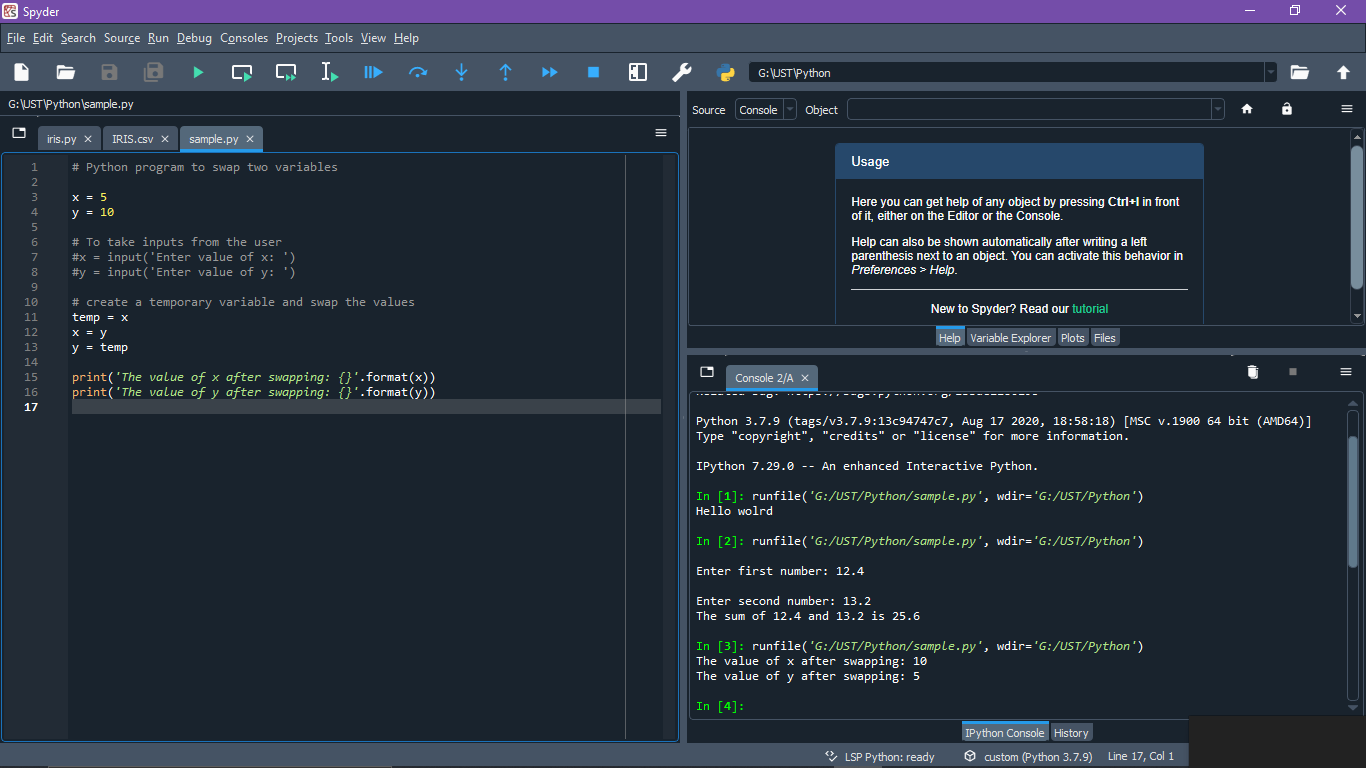 Spyder
File Edit Search Source Run Debug Consoles Projects Tools View Help
G:\UST\Python
G:\UST\Python\sample.py
iris.py IRIS.csv sample.py
1 # Python program to swap two variables
2
3 x = 5
4 y = 10
5
6 # To take inputs from the user
7 #x = input('Enter value of x: ')
8 #y = input('Enter value of y: ')
9
10 # create a temporary variable and swap the values
11 temp = x
12 x = y
13 y = temp
14
15 print('The value of x after swapping: {}'.format(x))
16 print('The value of y after swapping: {}'.format(y))
17
Source Console Object
Usage
Here you can get help of any object by pressing Ctrl+I in front
of it, either on the Editor or the Console.
Help can also be shown automatically after writing a left
parenthesis next to an object. You can activate this behavior in
Preferences > Help.
New to Spyder? Read our tutorial
Help Variable Explorer Plots Files
Console 2/A
Python 3.7.9 (tags/v3.7.9:13c94747c7, Aug 17 2020, 18:58:18) [MSC v.1900 64 bit (AMD64)]
Type "copyright", "credits" or "license" for more information.
IPython 7.29.0 -- An enhanced Interactive Python.
In [1]: runfile('G:/UST/Python/sample.py', wdir='G:/UST/Python')
Hello wolrd
In [2]: runfile('G:/UST/Python/sample.py', wdir='G:/UST/Python')
Enter first number: 12.4
Enter second number: 13.2
The sum of 12.4 and 13.2 is 25.6
In [3]: runfile('G:/UST/Python/sample.py', wdir='G:/UST/Python')
The value of x after swapping: 10
The value of y after swapping: 5
In [4]:
IPython Console History
LSP Python: ready custom (Python 3.7.9) Line 17, Col 1